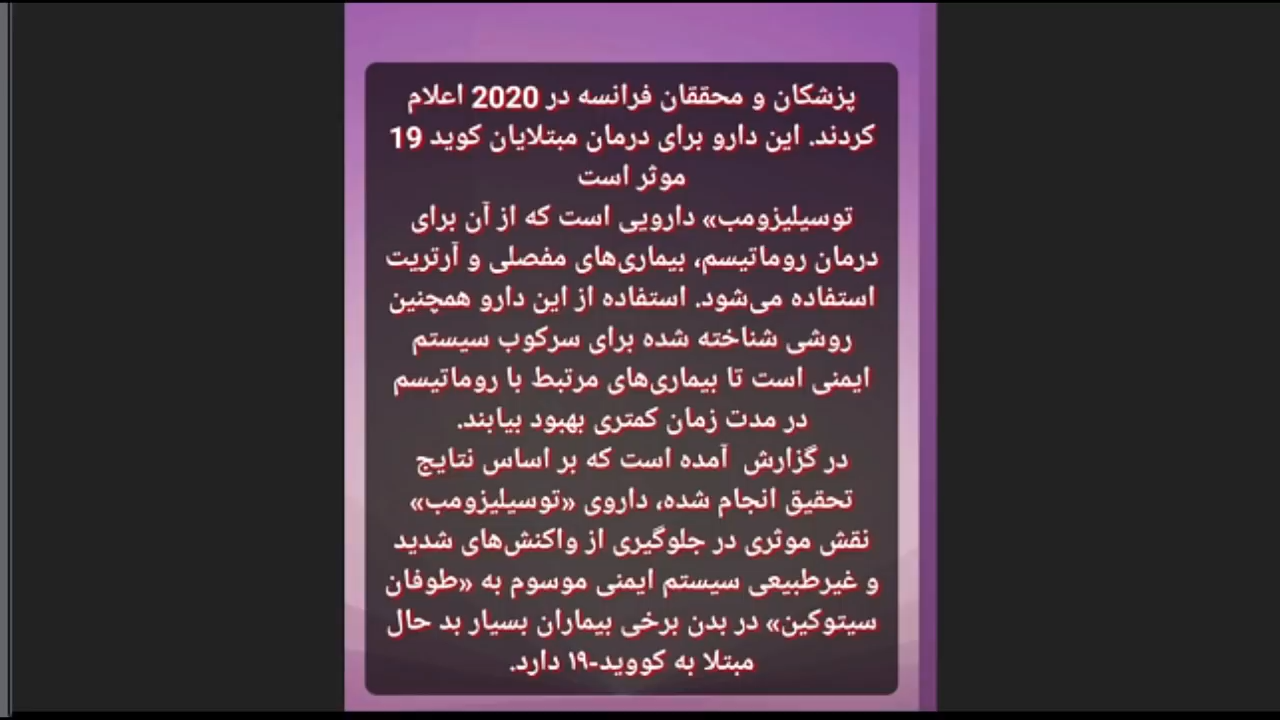 پزشکان و محققان فرانسه در 2020 اعلام
کردند. این دارو برای درمان مبتلایان کوید 19
موثر است
توسیلیزومب» دارویی است که از آن برای
درمان روماتیسم، بیماری‌های مفصلی و آرتریت
استفاده می‌شود. استفاده از این دارو همچنین
روشی شناخته شده برای سرکوب سیستم
ایمنی است تا بیماری‌های مرتبط با روماتیسم
در مدت زمان کمتری بهبود بیابند.
در گزارش  آمده است که بر اساس نتایج
تحقیق انجام شده، داروی «توسیلیزومب»
نقش موثری در جلوگیری از واکنش‌های شدید
و غیرطبیعی سیستم ایمنی موسوم به «طوفان
سیتوکین» در بدن برخی بیماران بسیار بد حال
مبتلا به کووید-۱۹ دارد.